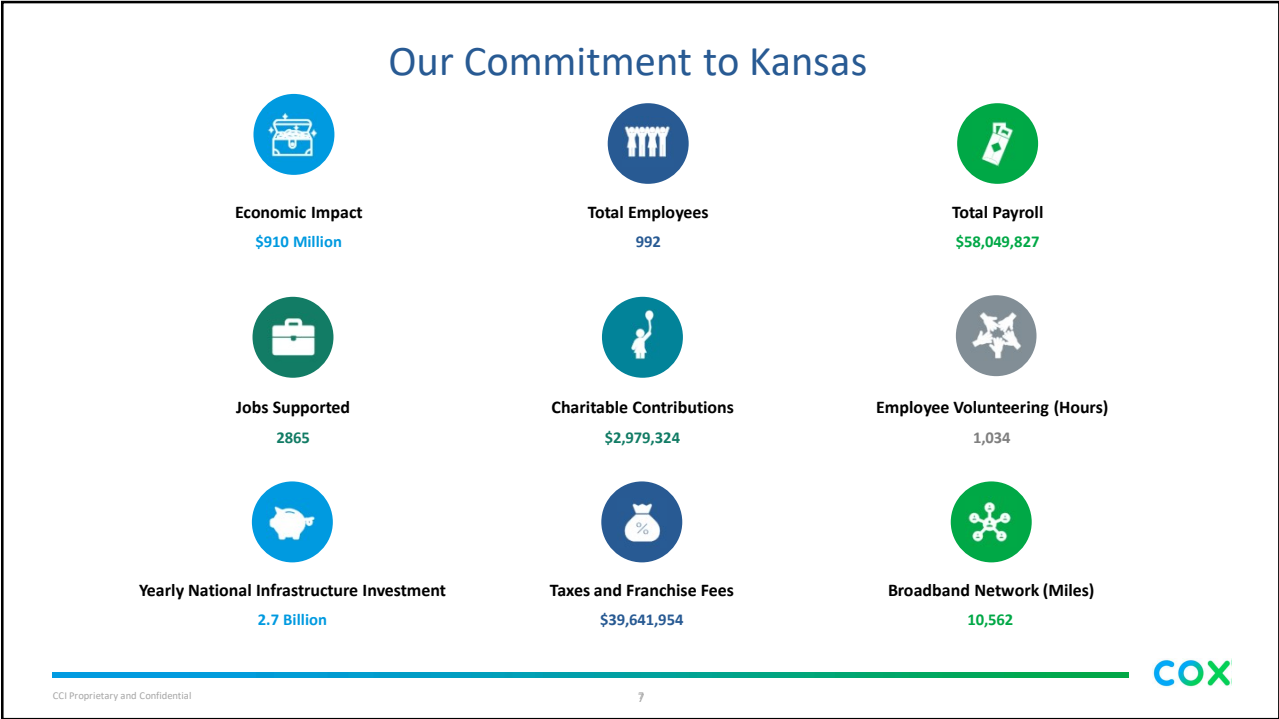 Our Commitment to Kansas
Economic Impact
$910 Million
Total Employees
992
Total Payroll
$58,049,827
Jobs Supported
2865
Charitable Contributions
$2,979,324
Employee Volunteering (Hours)
1,034
%
Yearly National Infrastructure Investment
2.7 Billion
Taxes and Franchise Fees
$39,641,954
Broadband Network (Miles)
10,562
CCI Proprietary and Confidential
7
COX